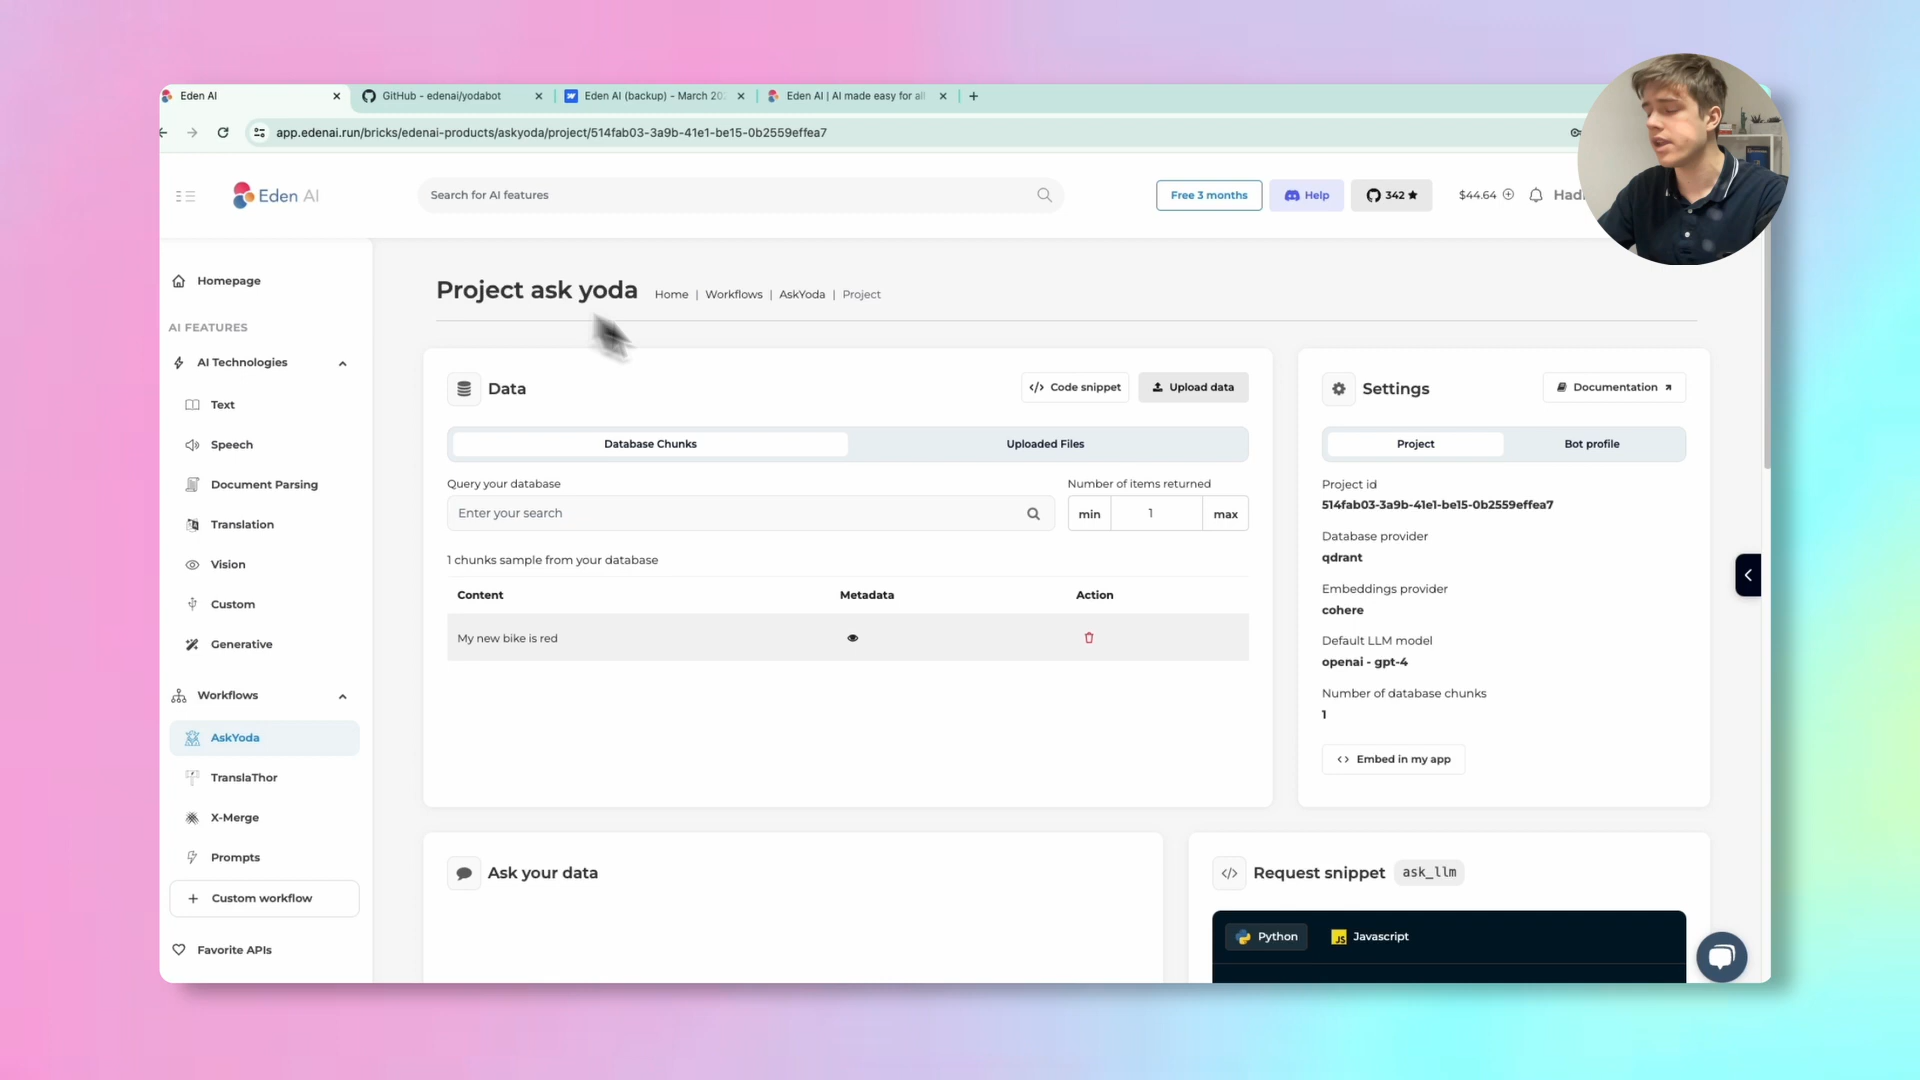 Eden AI
GitHub - edenai/yodabot
Eden AI (backup) - March 20
Eden AI | AI made easy for all
app.edenai.run/bricks/edenai-products/askyoda/project/514fab03-3a9b-41e1-be15-0b2559effea7
Eden AI
Search for AI features
Free 3 months
Help
342
$44.64
Hadi
Homepage
AI FEATURES
AI Technologies
Text
Speech
Document Parsing
Translation
Vision
Custom
Generative
Workflows
AskYoda
TranslaThor
X-Merge
Prompts
+ Custom workflow
Favorite APIs
Project ask yoda
Home | Workflows | AskYoda | Project
Data
</> Code snippet
Upload data
Database Chunks
Uploaded Files
Query your database
Number of items returned
Enter your search
min
1
max
1 chunks sample from your database
Content
Metadata
Action
My new bike is red
Settings
Documentation
Project
Bot profile
Project id
514fab03-3a9b-41e1-be15-0b2559effea7
Database provider
qdrant
Embeddings provider
cohere
Default LLM model
openai - gpt-4
Number of database chunks
1
<> Embed in my app
Ask your data
</> Request snippet
ask_llm
Python
JS Javascript